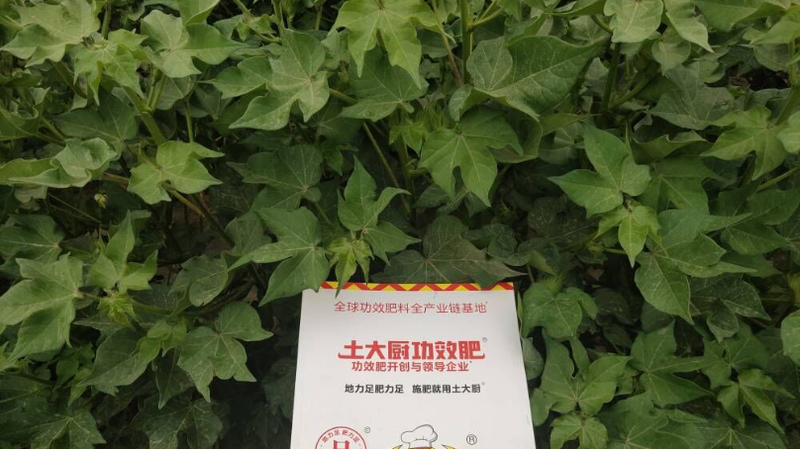 全球功效肥料全产业链基地
土大厨功效肥®
功效肥开创与领导企业
地力足肥力足 施肥就用土大厨
©
®